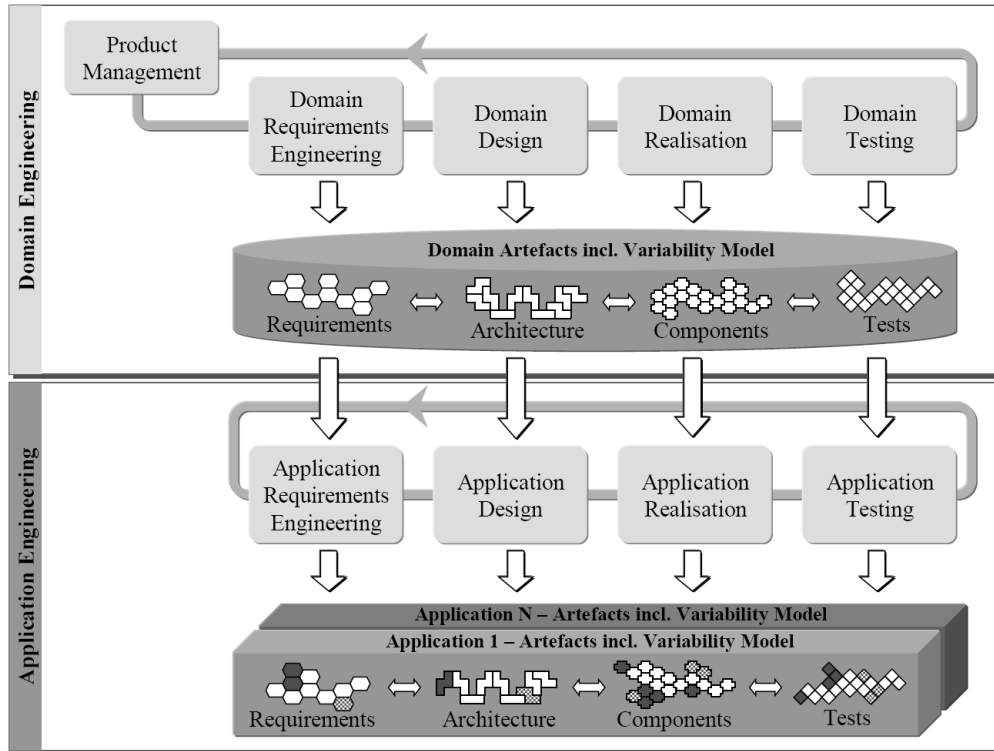 Domain Engineering
Product
Management
Domain
Requirements
Engineering
Domain
Design
Domain
Realisation
Domain
Testing
Domain Artefacts incl. Variability Model
Requirements
Architecture
Components
Tests
Application Engineering
Application
Requirements
Engineering
Application
Design
Application
Realisation
Application
Testing
Application N – Artefacts incl. Variability Model
Application 1 – Artefacts incl. Variability Model
Requirements
Architecture
Components
Tests